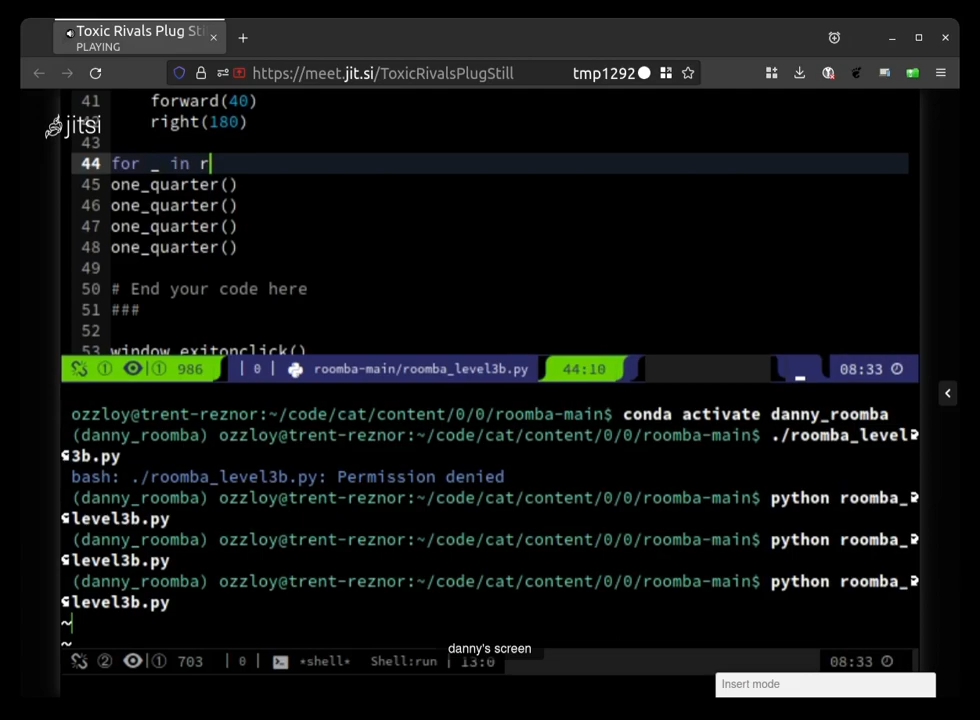 Toxic Rivals Plug Sti
PLAYING
https://meet.jit.si/ToxicRivalsPlugStill
tmp1292
jitsi
41 forward(40)
42 right(180)
43
44 for _ in r
45 one_quarter()
46 one_quarter()
47 one_quarter()
48 one_quarter()
49
50 # End your code here
51 ###
52
53 window.exitonclick()
① ① 986 | 0 | roomba-main/roomba_level3b.py 44:10 08:33
ozzloy@trent-reznor:~/code/cat/content/0/0/roomba-main$ conda activate danny_roomba
(danny_roomba) ozzloy@trent-reznor:~/code/cat/content/0/0/roomba-main$ ./roomba_level
3b.py
bash: ./roomba_level3b.py: Permission denied
(danny_roomba) ozzloy@trent-reznor:~/code/cat/content/0/0/roomba-main$ python roomba_
level3b.py
(danny_roomba) ozzloy@trent-reznor:~/code/cat/content/0/0/roomba-main$ python roomba_
level3b.py
(danny_roomba) ozzloy@trent-reznor:~/code/cat/content/0/0/roomba-main$ python roomba_
level3b.py
~
~
danny's screen
② ① 703 | 0 | *shell* Shell:run | 13:0 08:33
Insert mode